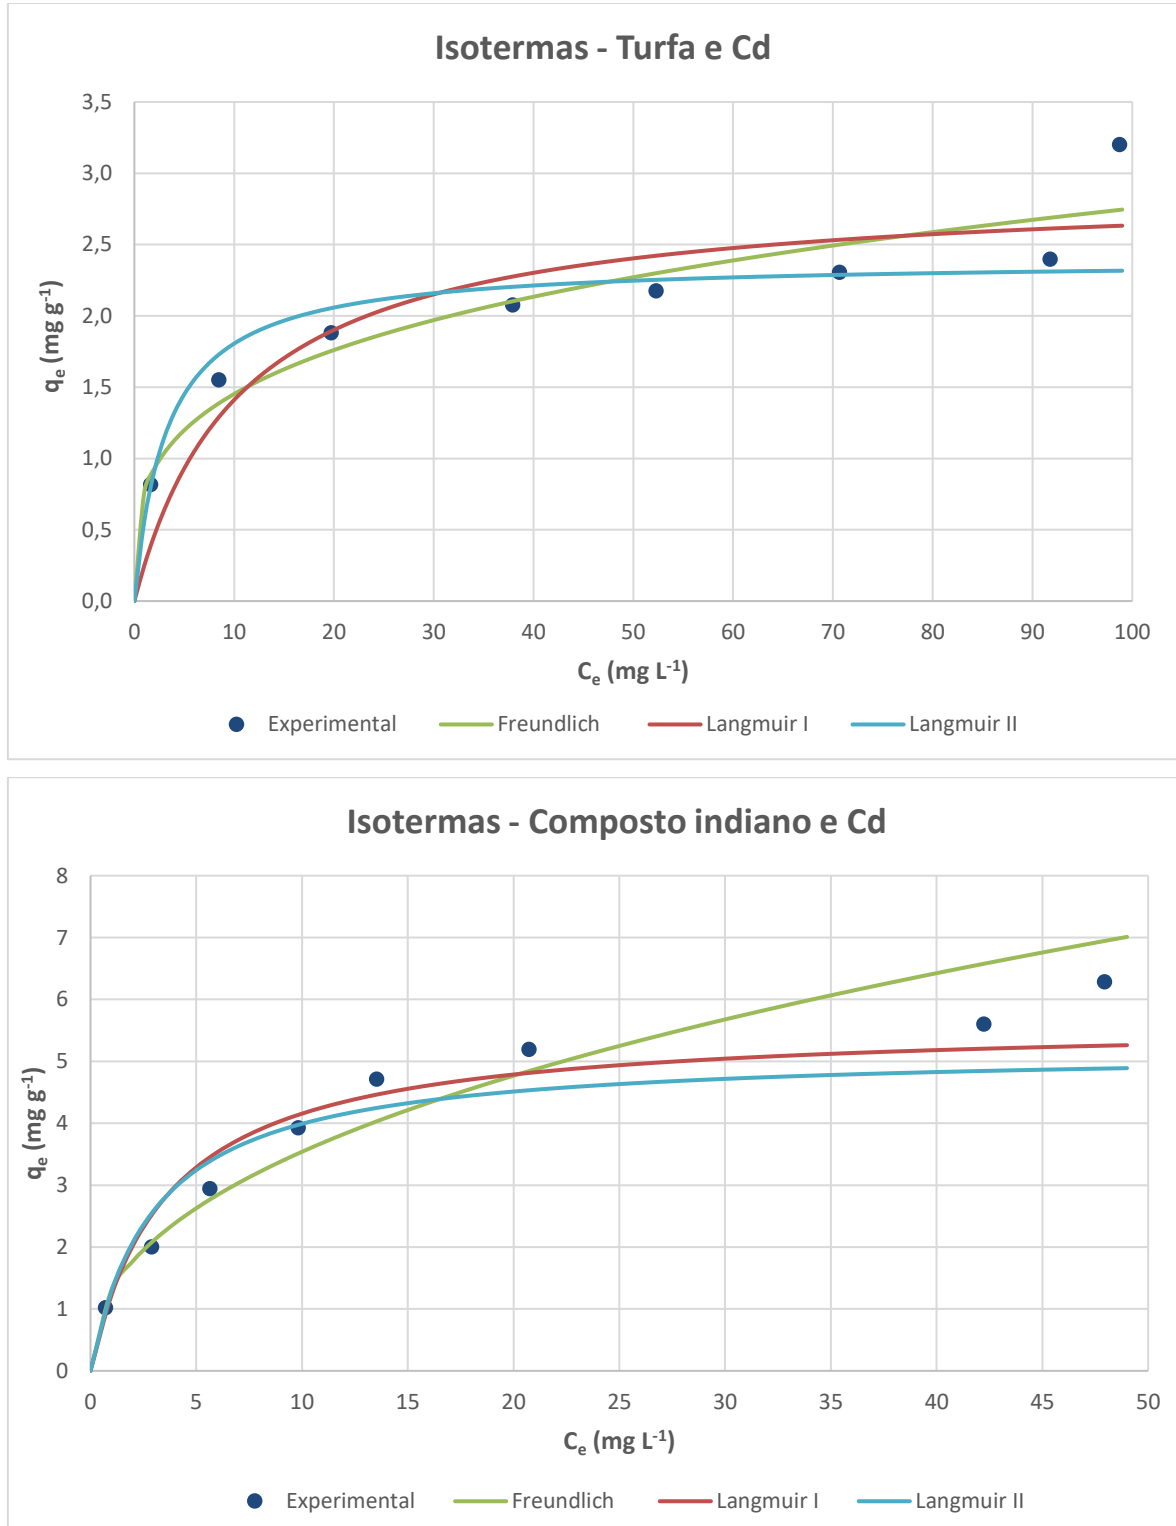 Isotermas - Turfa e Cd
3,5
3,0
2,5
2,0
1,5
1,0
0,5
0,0
qₑ (mg g⁻¹)
0 10 20 30 40 50 60 70 80 90 100
Cₑ (mg L⁻¹)
Experimental Freundlich Langmuir I Langmuir II
Isotermas - Composto indiano e Cd
8
7
6
5
4
3
2
1
0
qₑ (mg g⁻¹)
0 5 10 15 20 25 30 35 40 45 50
Cₑ (mg L⁻¹)
Experimental Freundlich Langmuir I Langmuir II